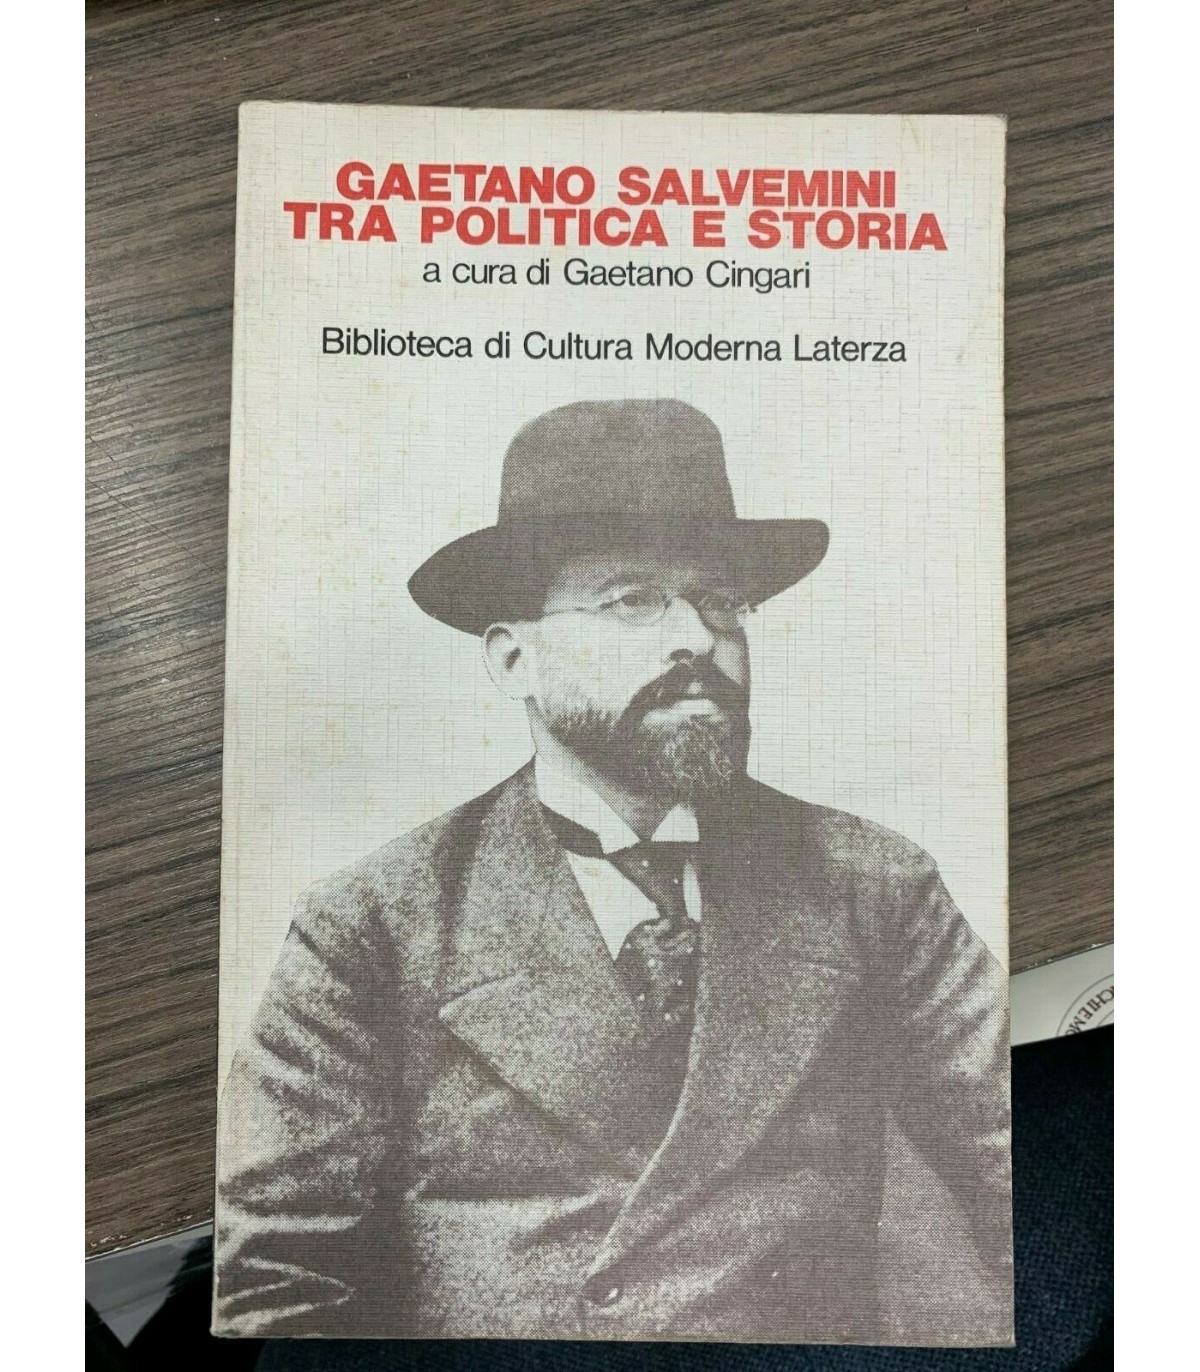 GAETANO SALVEMINI
TRA POLITICA E STORIA
a cura di Gaetano Cingari
Biblioteca di Cultura Moderna Laterza